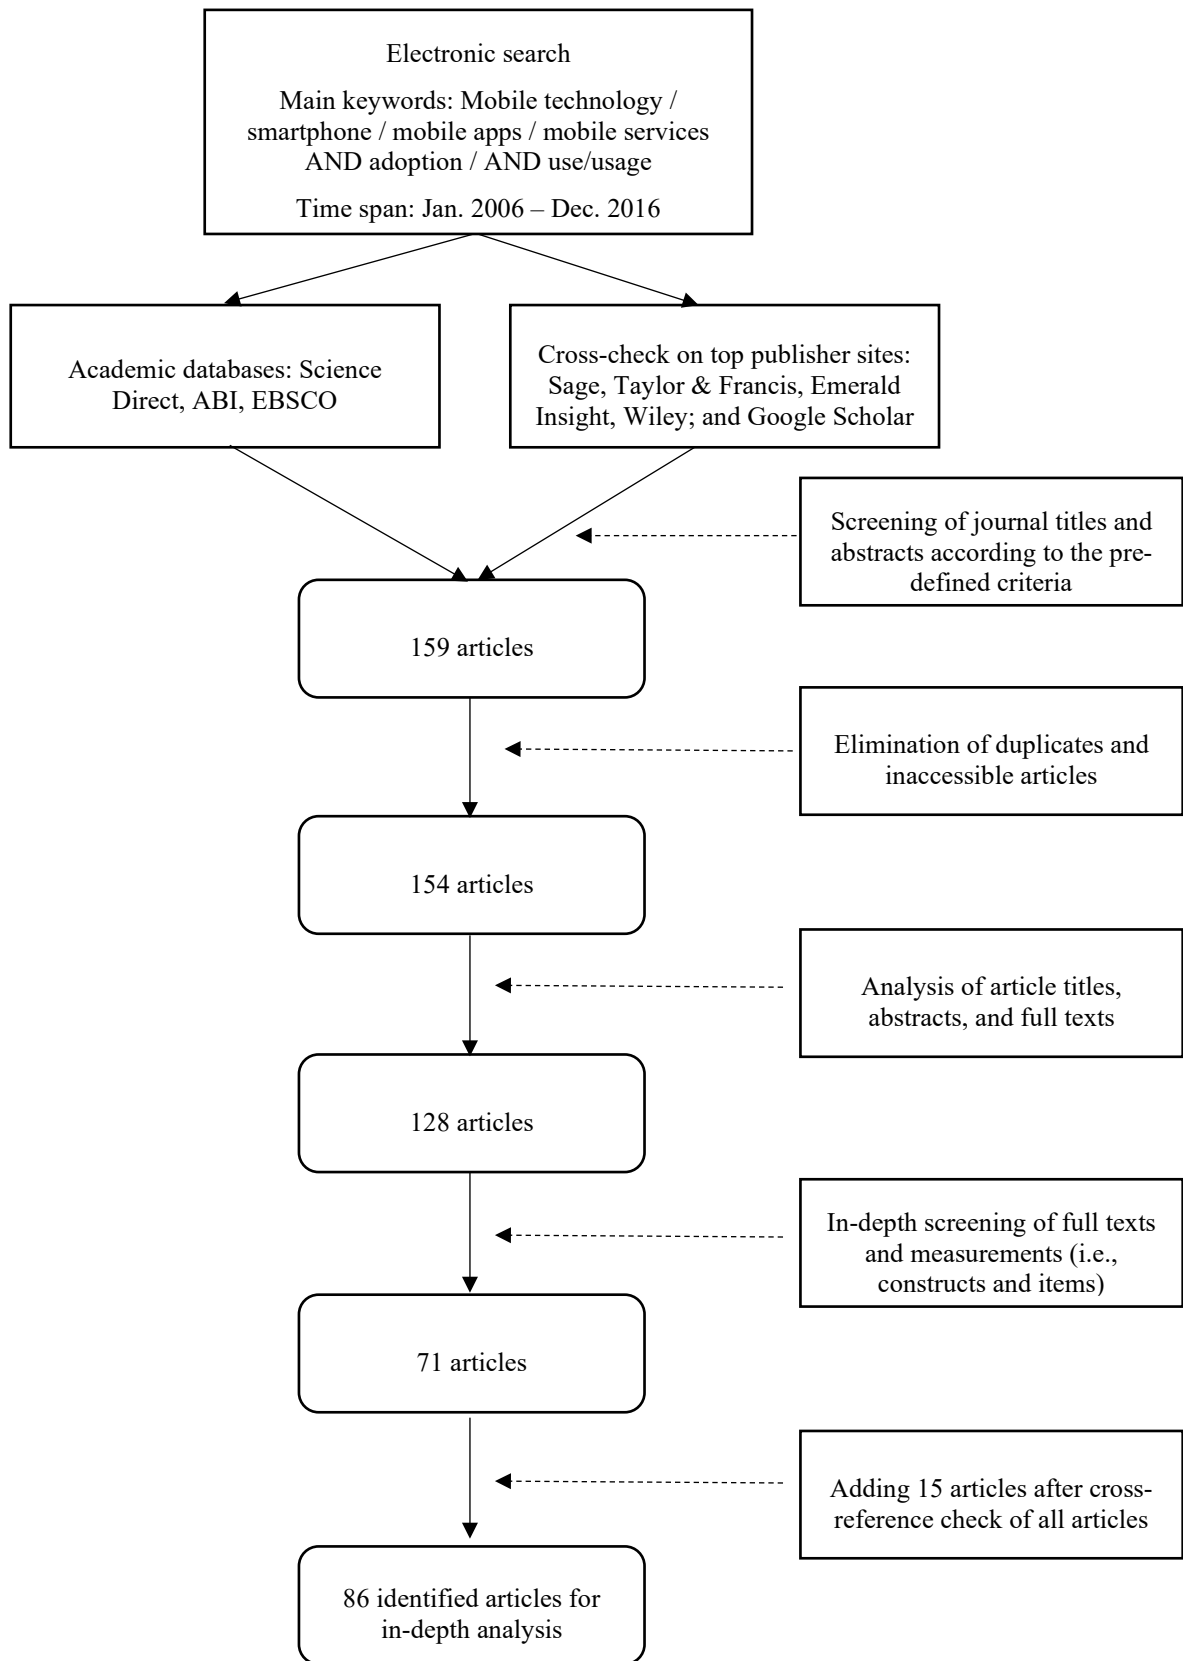 Electronic search
Main keywords: Mobile technology /
smartphone / mobile apps / mobile services
AND adoption / AND use/usage
Time span: Jan. 2006 – Dec. 2016
Academic databases: Science
Direct, ABI, EBSCO
Cross-check on top publisher sites:
Sage, Taylor & Francis, Emerald
Insight, Wiley; and Google Scholar
Screening of journal titles and
abstracts according to the pre-
defined criteria
159 articles
Elimination of duplicates and
inaccessible articles
154 articles
Analysis of article titles,
abstracts, and full texts
128 articles
In-depth screening of full texts
and measurements (i.e.,
constructs and items)
71 articles
Adding 15 articles after cross-
reference check of all articles
86 identified articles for
in-depth analysis